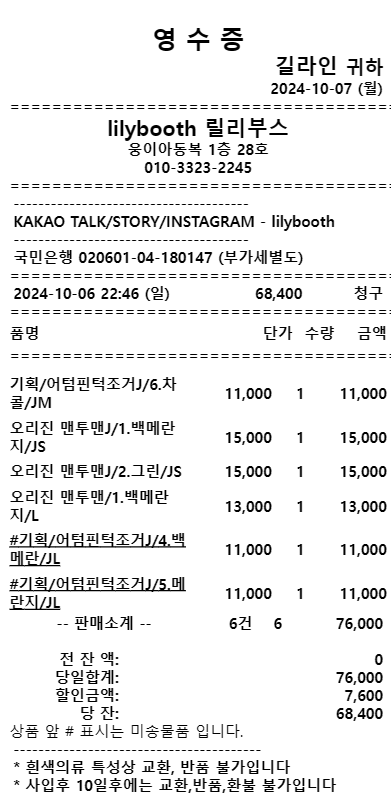 영 수 증
길라인 귀하
2024-10-07 (월)
========================================
lilybooth 릴리부스
웅이아동복 1층 28호
010-3323-2245
========================================
--------------------------------------
KAKAO TALK/STORY/INSTAGRAM - lilybooth
--------------------------------------
국민은행 020601-04-180147 (부가세별도)
========================================
2024-10-06 22:46 (일) 68,400 청구
========================================
품명 단가 수량 금액
========================================
기획/어텀핀턱조거J/6.차
콜/JM 11,000 1 11,000
오리진 맨투맨J/1.백메란
지/JS 15,000 1 15,000
오리진 맨투맨J/2.그린/JS 15,000 1 15,000
오리진 맨투맨/1.백메란
지/L 13,000 1 13,000
#기획/어텀핀턱조거J/4.백
메란/JL 11,000 1 11,000
#기획/어텀핀턱조거J/5.메
란지/JL 11,000 1 11,000
-- 판매소계 -- 6건 6 76,000
전 잔 액: 0
당일합계: 76,000
할인금액: 7,600
당 잔: 68,400
상품 앞 # 표시는 미송물품 입니다.
----------------------------------------
* 흰색의류 특성상 교환, 반품 불가입니다
* 사입후 10일후에는 교환,반품,환불 불가입니다